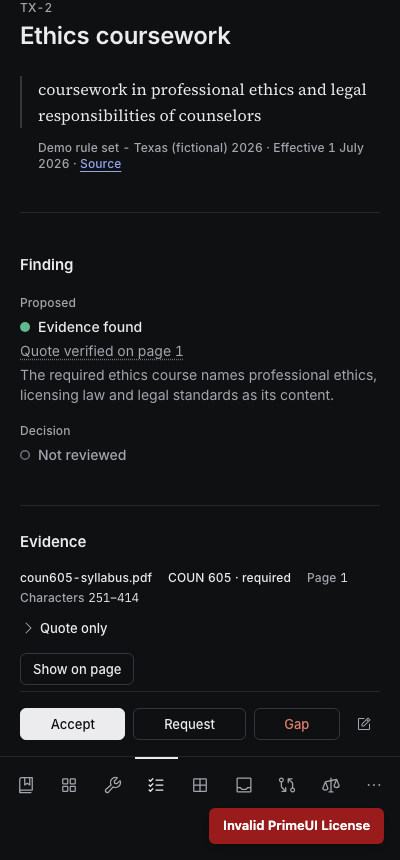 TX-2
Ethics coursework
coursework in professional ethics and legal
responsibilities of counselors
Demo rule set - Texas (fictional) 2026 · Effective 1 July
2026 · Source
Finding
Proposed
Evidence found
Quote verified on page 1
The required ethics course names professional ethics,
licensing law and legal standards as its content.
Decision
Not reviewed
Evidence
coun605-syllabus.pdf COUN 605 · required Page 1
Characters 251–414
Quote only
Show on page
Accept Request Gap
Invalid PrimeUI License